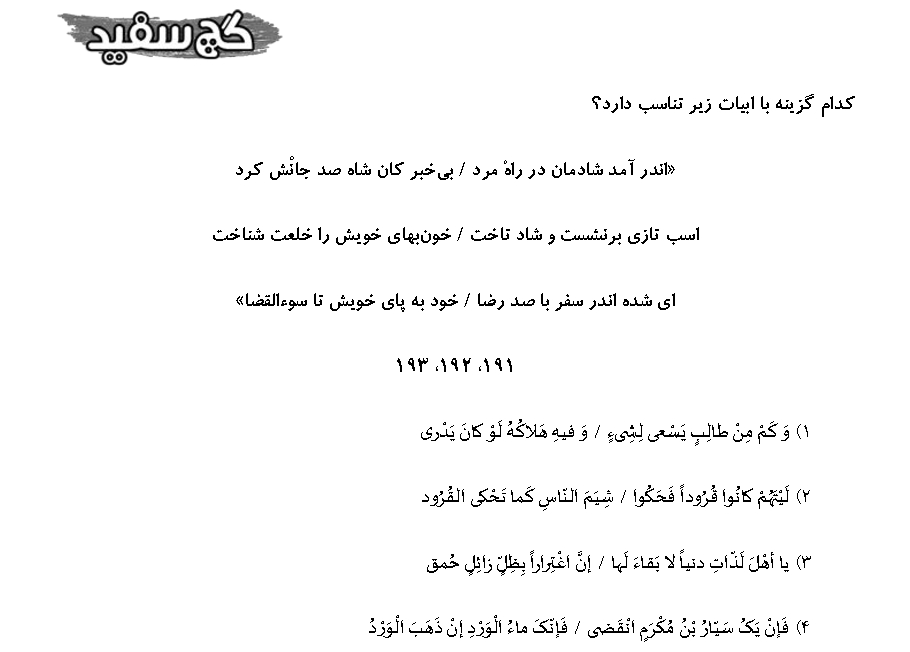 گچ سفید
کدام گزینه با ابیات زیر تناسب دارد؟
«اندر آمد شادمان در راهْ مرد / بی‌خبر کان شاه صد جانْش کرد
اسب تازی برنشست و شاد تاخت / خون‌بهای خویش را خلعت شناخت
ای شده اندر سفر با صد رضا / خود به پای خویش تا سوءالقضا»
۱۹۱، ۱۹۲، ۱۹۳
۱) وَ کَمْ مِنْ طالِبٍ یَسْعی لِشِیءٍ / وَ فیهِ هَلاکُهُ لَوْ کانَ یَدْری
۲) لَیْتَهُمْ کانُوا قُرُوداً فَحَکُوا / شِیَمَ النّاسِ کَما تَحْکی الْقُرُود
۳) یا أهْلَ لَذّاتِ دنیاً لا بَقاءَ لَها / إنَّ اغْتِراراً بِظِلٍّ زائِلٍ حُمق
۴) فَإنْ یَکُ سَیّارُ بْنُ مُکْرَمٍ انْقَضی / فَإنّکَ ماءُ الْوَرْدِ إنْ ذَهَبَ الْوَرْدُ